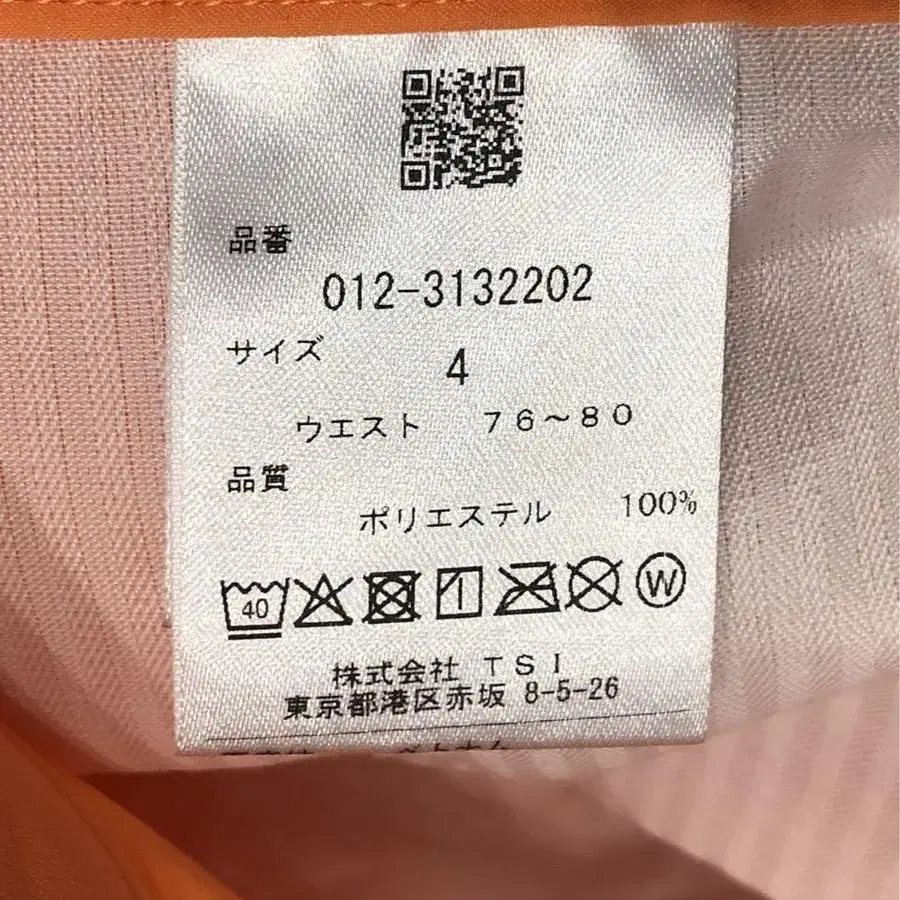 品番
012-3132202
サイズ
4
ウエスト 76～80
品質
ポリエステル 100%
40
W
株式会社 TSI
東京都港区赤坂 8-5-26